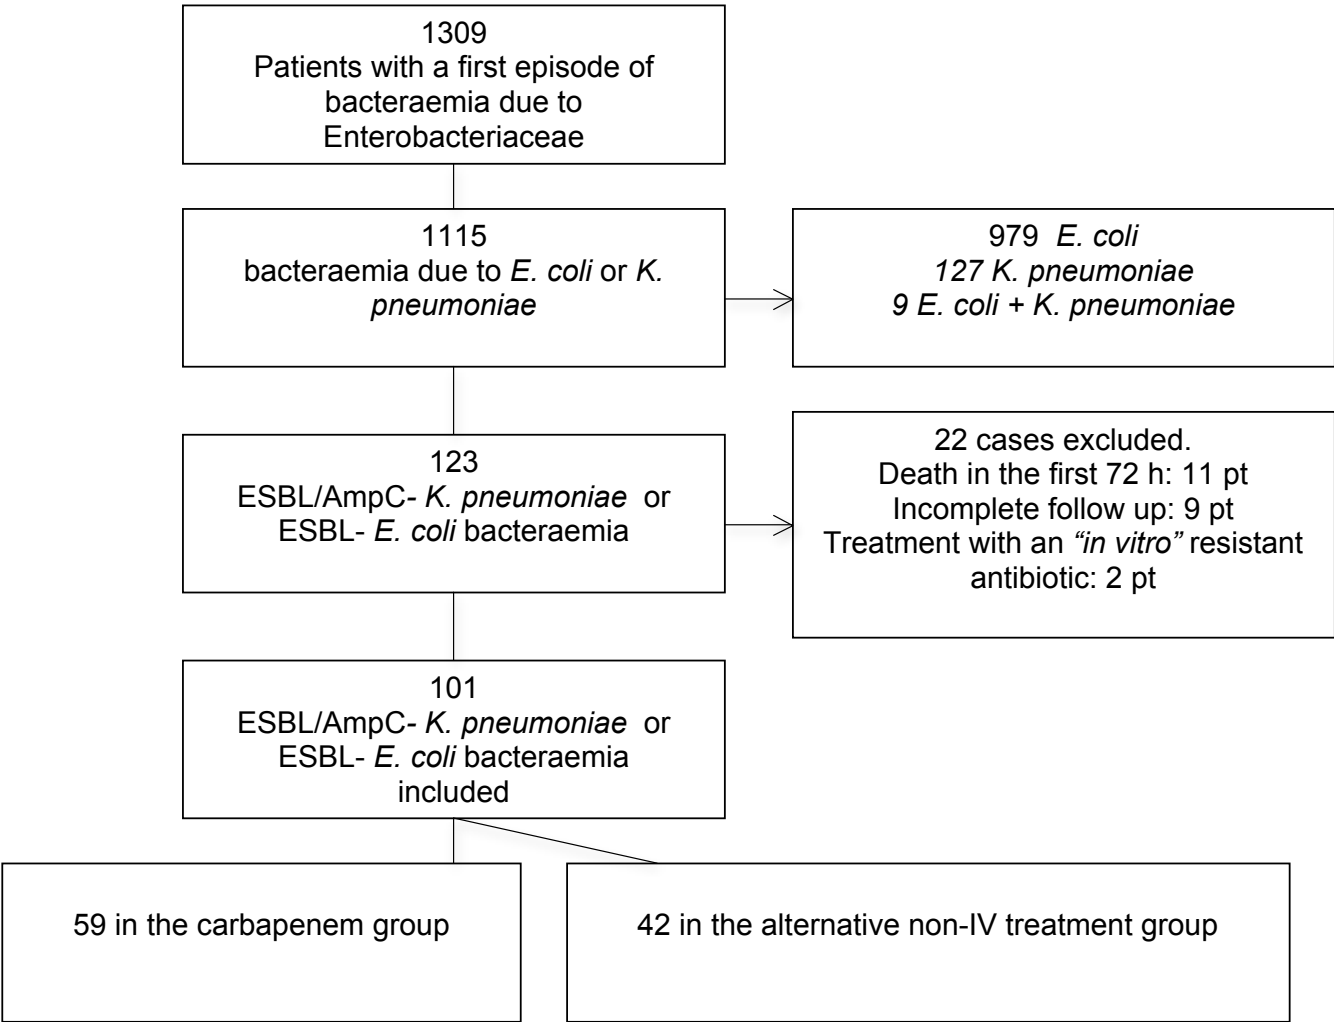 1309
Patients with a first episode of
bacteraemia due to
Enterobacteriaceae
1115
bacteraemia due to E. coli or K.
pneumoniae
979 E. coli
127 K. pneumoniae
9 E. coli + K. pneumoniae
123
ESBL/AmpC- K. pneumoniae or
ESBL- E. coli bacteraemia
22 cases excluded.
Death in the first 72 h: 11 pt
Incomplete follow up: 9 pt
Treatment with an “in vitro” resistant
antibiotic: 2 pt
101
ESBL/AmpC- K. pneumoniae or
ESBL- E. coli bacteraemia
included
59 in the carbapenem group
42 in the alternative non-IV treatment group